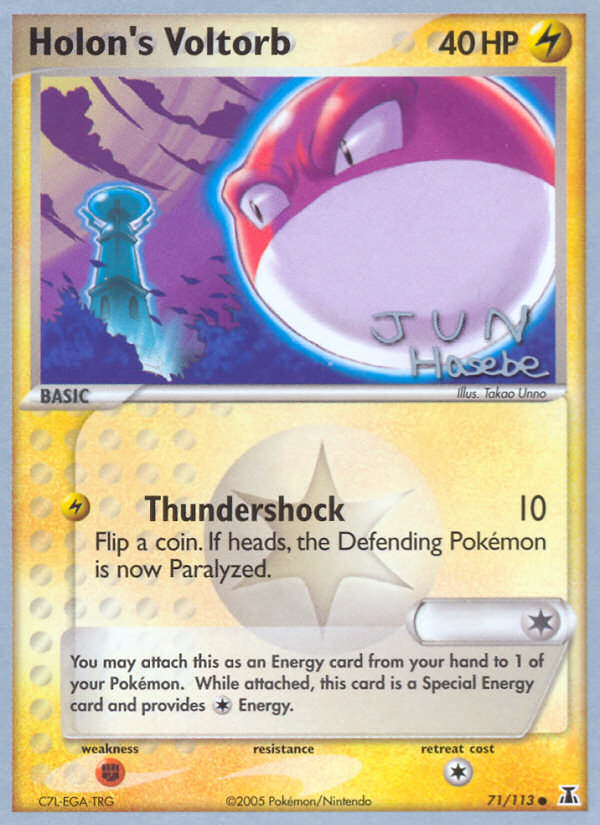 Holon's Voltorb 40 HP
JUN
Hasebe
BASIC
Illus. Takao Unno
Thundershock 10
Flip a coin. If heads, the Defending Pokémon
is now Paralyzed.
You may attach this as an Energy card from your hand to 1 of
your Pokémon. While attached, this card is a Special Energy
card and provides Energy.
weakness resistance retreat cost
C7L-EGA-TRG ©2005 Pokémon/Nintendo 71/113